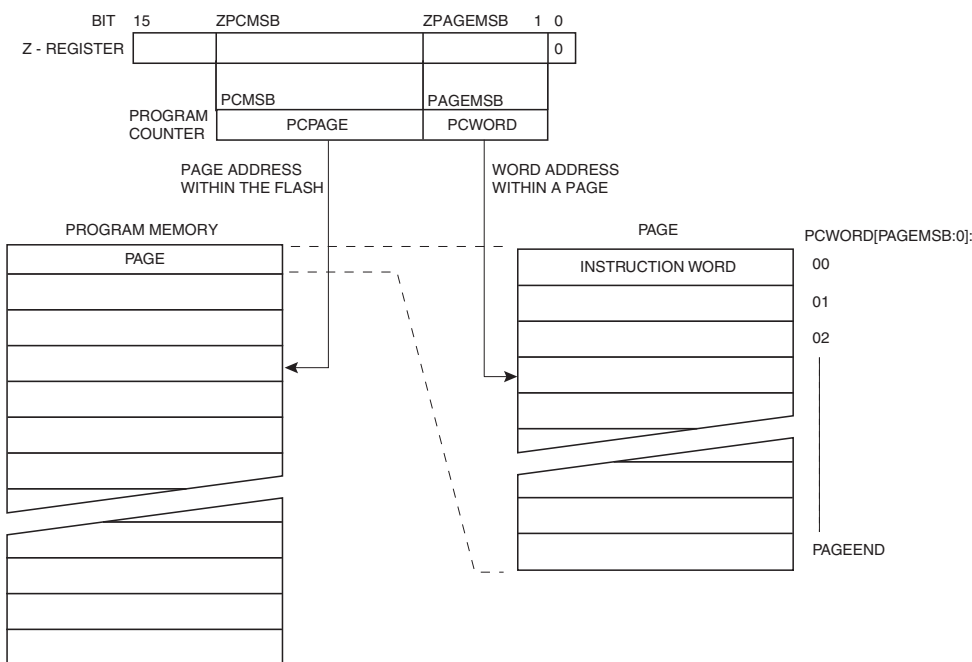 BIT 15 ZPCMSB ZPAGEMSB 1 0
Z - REGISTER 0
PCMSB PAGEMSB
PROGRAM
COUNTER
PCPAGE PCWORD
PAGE ADDRESS
WITHIN THE FLASH
WORD ADDRESS
WITHIN A PAGE
PROGRAM MEMORY
PAGE
PAGE
PCWORD[PAGEMSB:0]:
INSTRUCTION WORD 00
01
02
PAGEEND